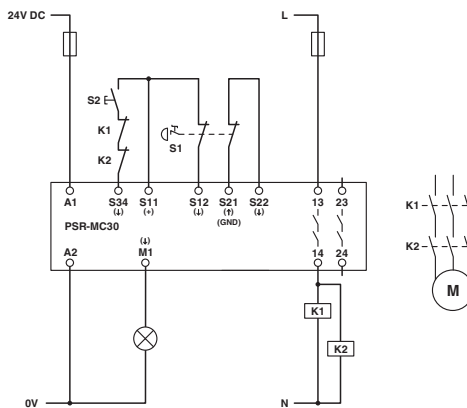 24V DC
L
S2
K1
K2
S1
A1
S34
(↓)
S11
(+)
S12
(↓)
S21
(↑)
(GND)
S22
(↓)
13
23
PSR-MC30
A2
(↓)
M1
14
24
K1
K2
K1
K2
M
0V
N